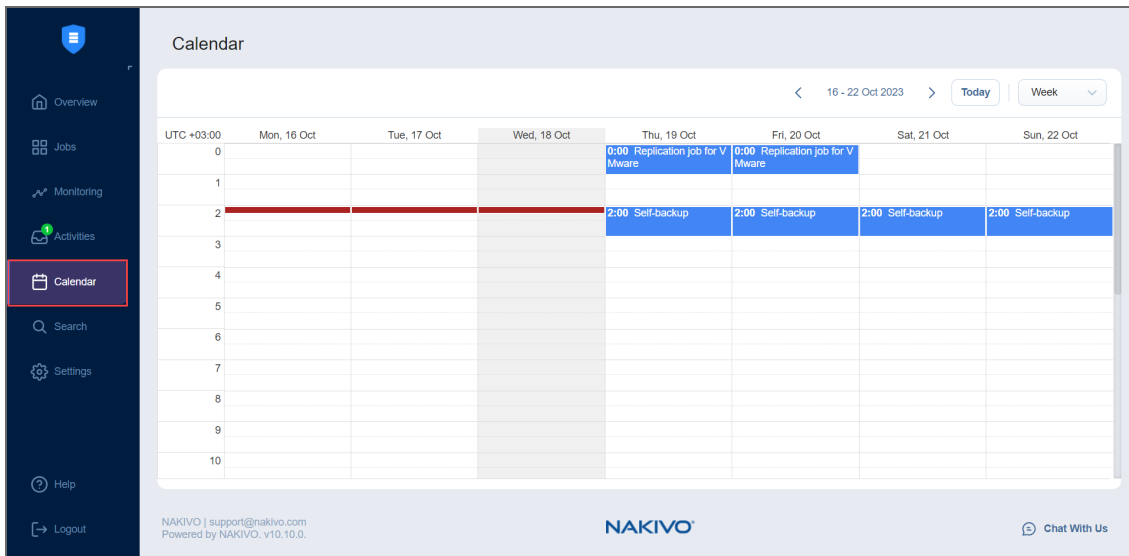 Calendar
Overview
Jobs
Monitoring
1
Activities
Calendar
Search
Settings
Help
Logout
16 - 22 Oct 2023
Today
Week
UTC +03:00 Mon, 16 Oct Tue, 17 Oct Wed, 18 Oct Thu, 19 Oct Fri, 20 Oct Sat, 21 Oct Sun, 22 Oct
0 0:00 Replication job for V 0:00 Replication job for V
Mware Mware
1
2 2:00 Self-backup 2:00 Self-backup 2:00 Self-backup 2:00 Self-backup
3
4
5
6
7
8
9
10
NAKIVO | support@nakivo.com
Powered by NAKIVO. v10.10.0.
NAKIVO®
Chat With Us